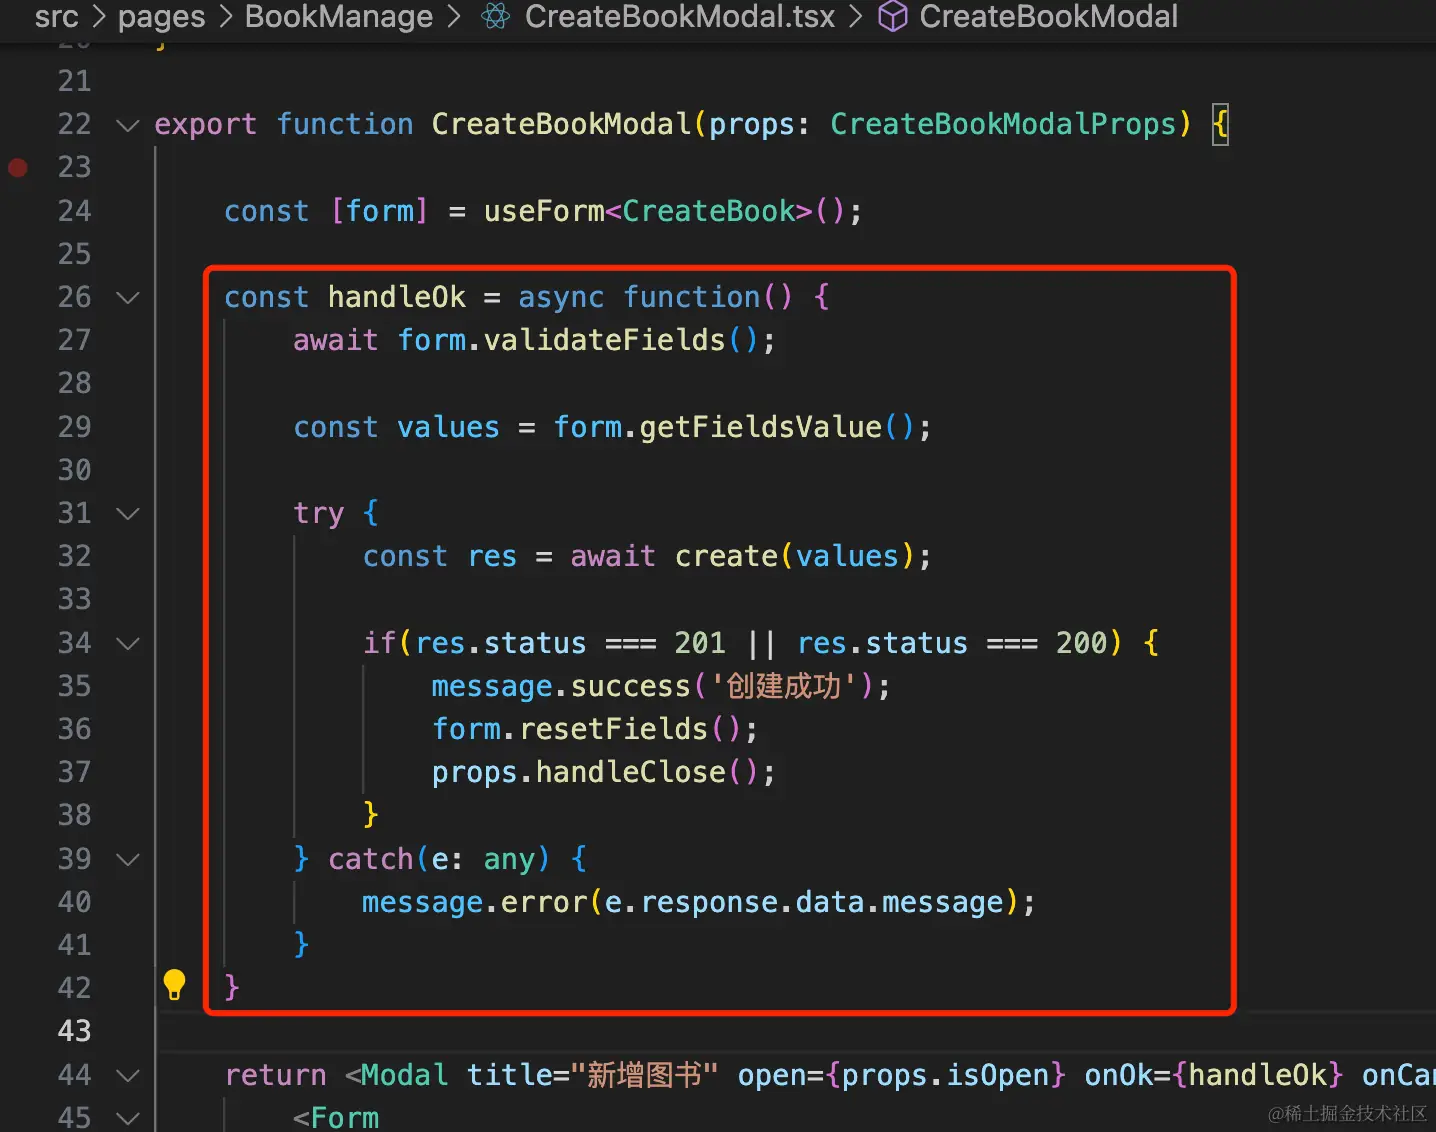 src > pages > BookManage > CreateBookModal.tsx > CreateBookModal
20 }
21
22 export function CreateBookModal(props: CreateBookModalProps) {
23
24 const [form] = useForm<CreateBook>();
25
26 const handleOk = async function() {
27 await form.validateFields();
28
29 const values = form.getFieldsValue();
30
31 try {
32 const res = await create(values);
33
34 if(res.status === 201 || res.status === 200) {
35 message.success('创建成功');
36 form.resetFields();
37 props.handleClose();
38 }
39 } catch(e: any) {
40 message.error(e.response.data.message);
41 }
42 }
43
44 return <Modal title="新增图书" open={props.isOpen} onOk={handleOk} onCan
45 <Form
@稀土掘金技术社区